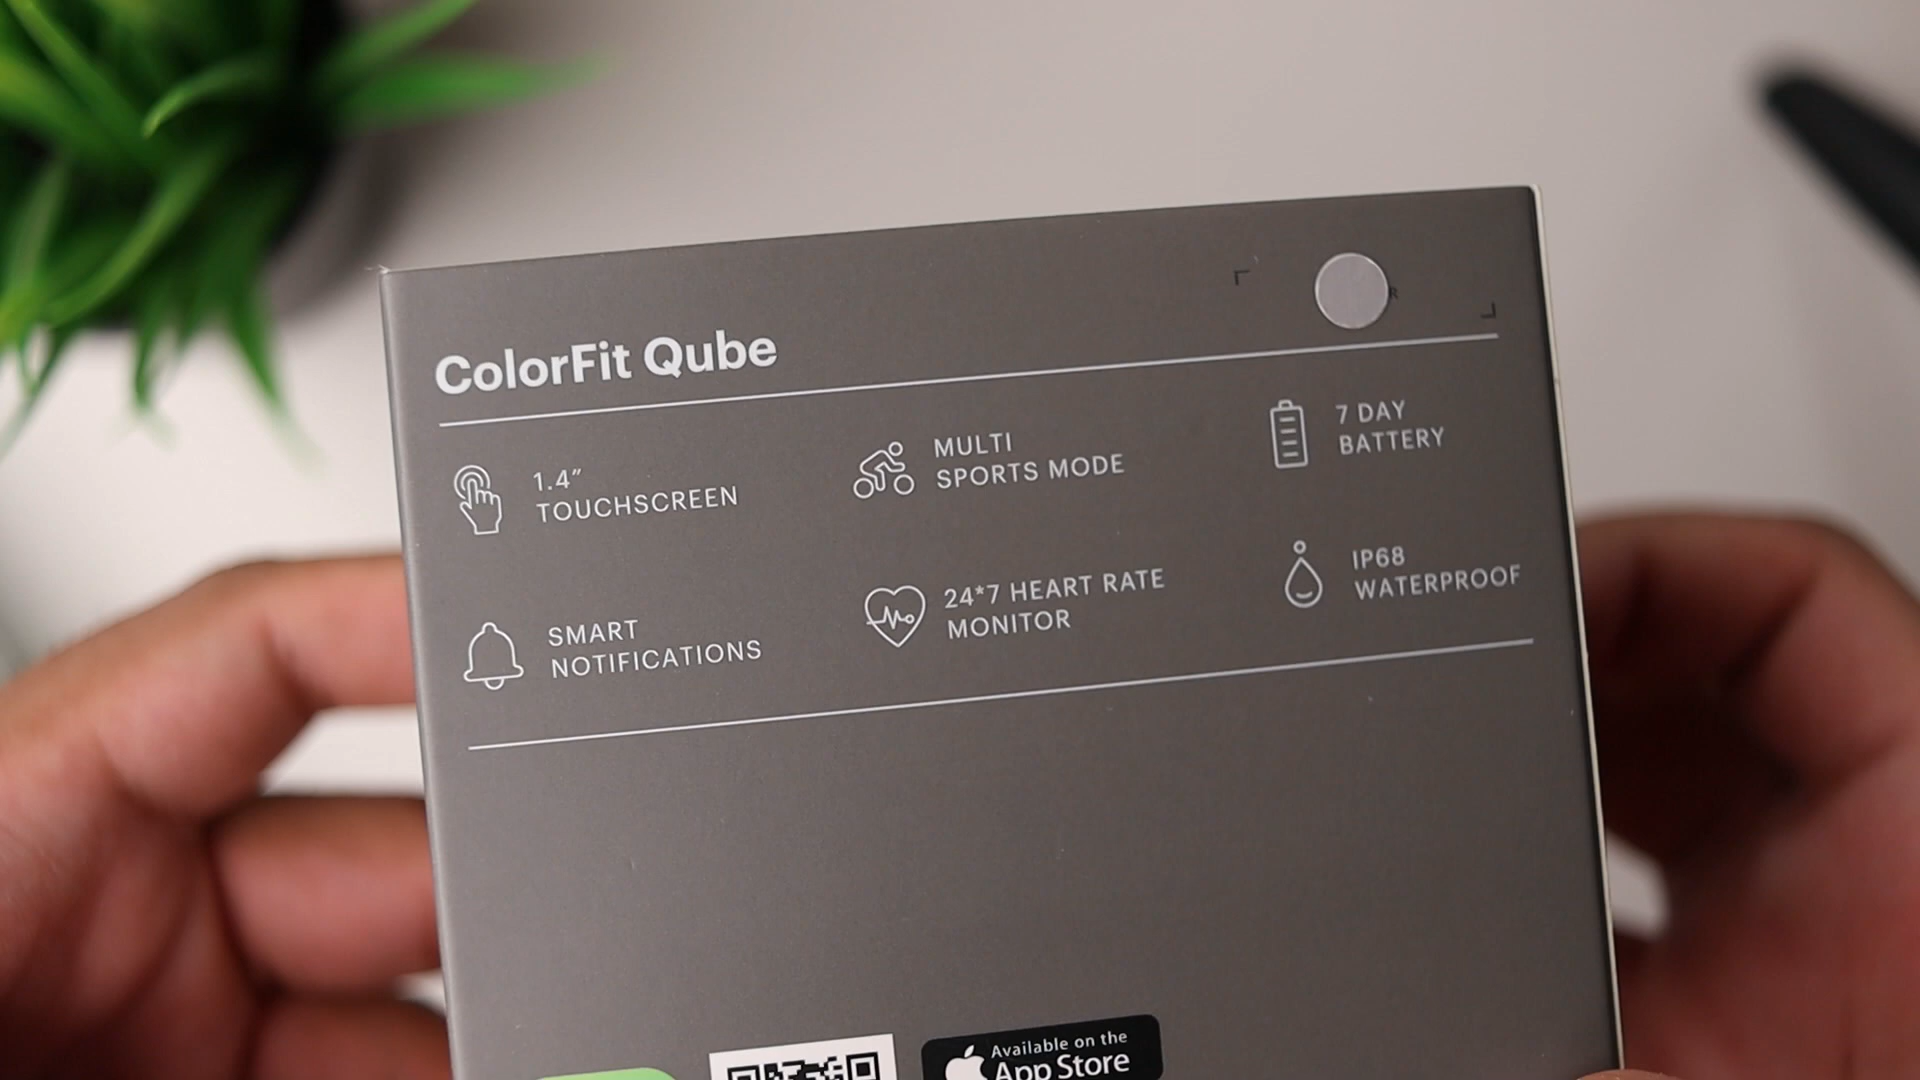 ColorFit Qube
1.4"
TOUCHSCREEN
MULTI
SPORTS MODE
7 DAY
BATTERY
SMART
NOTIFICATIONS
24*7 HEART RATE
MONITOR
IP68
WATERPROOF
Available on the
App Store